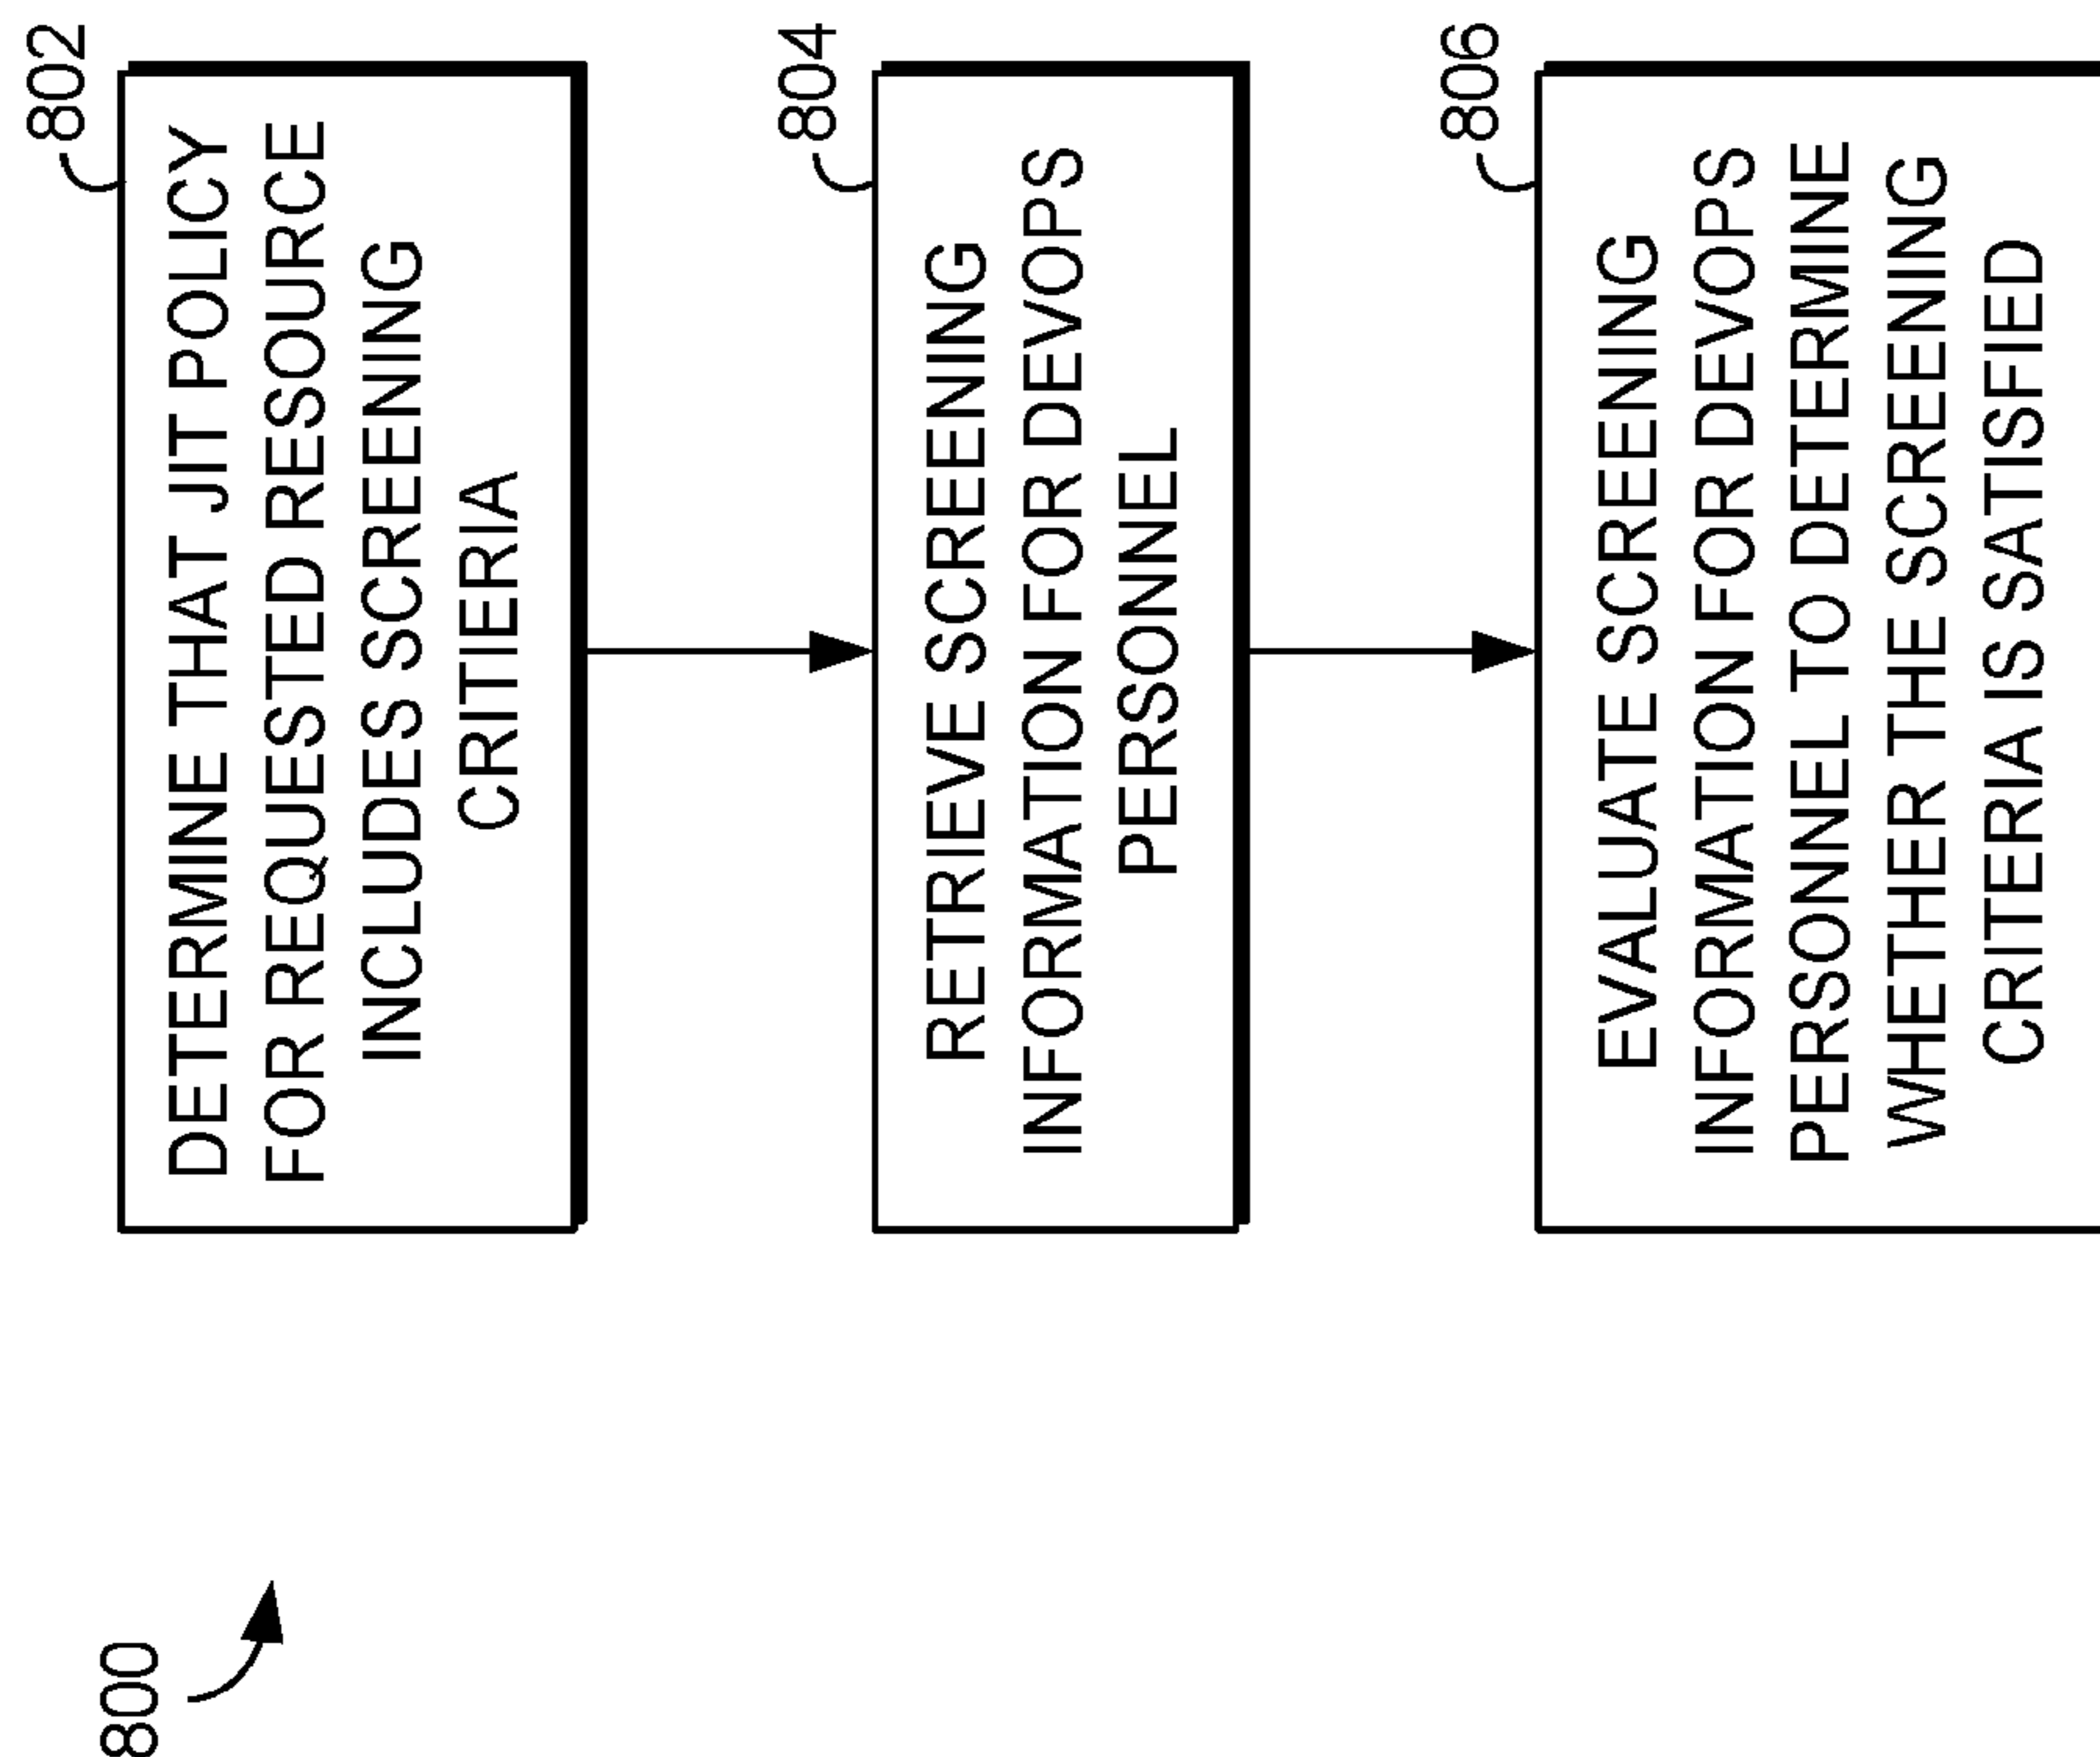 800
802
DETERMINE THAT JIT POLICY
FOR REQUESTED RESOURCE
INCLUDES SCREENING
CRITIERIA
804
RETRIEVE SCREENING
INFORMATION FOR DEVOPS
PERSONNEL
806
EVALUATE SCREENING
INFORMATION FOR DEVOPS
PERSONNEL TO DETERMINE
WHETHER THE SCREENING
CRITERIA IS SATISFIED